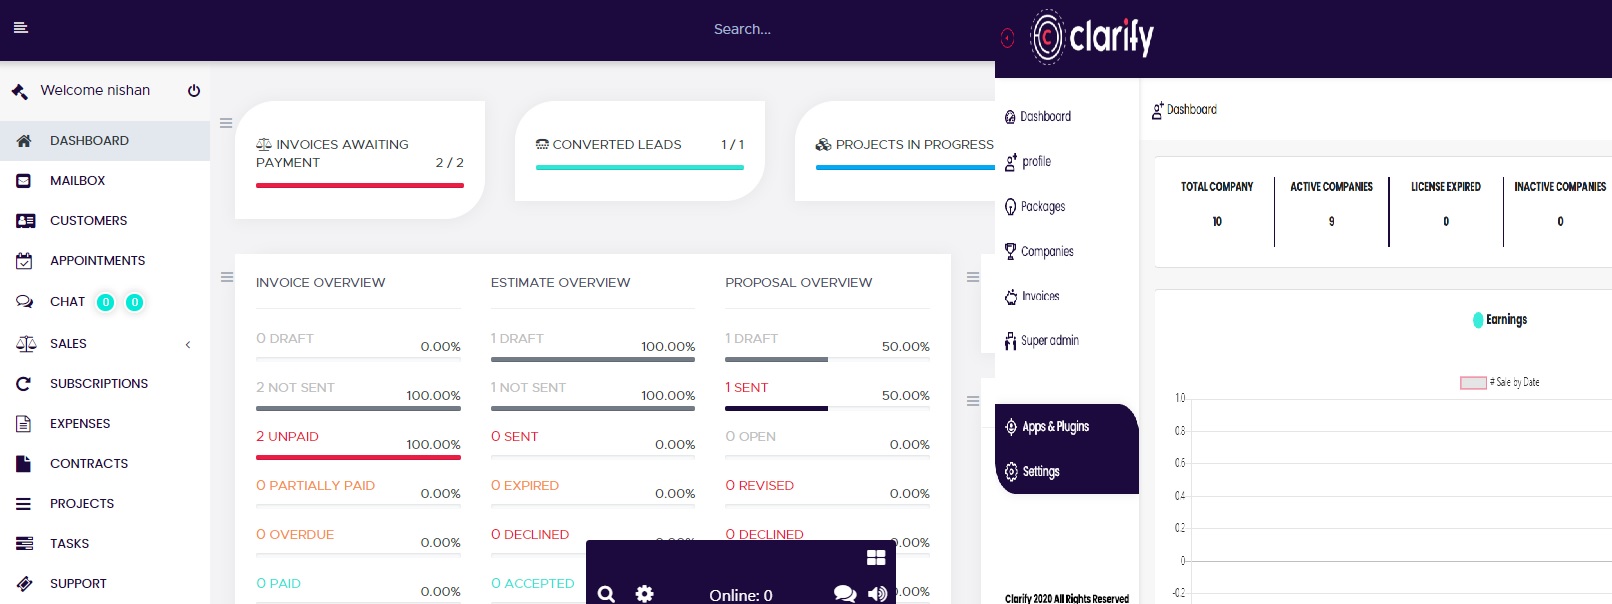 Search...
Welcome nishan
DASHBOARD
MAILBOX
CUSTOMERS
APPOINTMENTS
CHAT 0 0
SALES
SUBSCRIPTIONS
EXPENSES
CONTRACTS
PROJECTS
TASKS
SUPPORT
INVOICES AWAITING
PAYMENT 2 / 2
CONVERTED LEADS 1 / 1
PROJECTS IN PROGRESS
INVOICE OVERVIEW
0 DRAFT 0.00%
2 NOT SENT 100.00%
2 UNPAID 100.00%
0 PARTIALLY PAID 0.00%
0 OVERDUE 0.00%
0 PAID 0.00%
ESTIMATE OVERVIEW
1 DRAFT 100.00%
1 NOT SENT 100.00%
0 SENT 0.00%
0 EXPIRED 0.00%
0 DECLINED 0.00%
0 ACCEPTED
PROPOSAL OVERVIEW
1 DRAFT 50.00%
1 SENT 50.00%
0 OPEN 0.00%
0 REVISED 0.00%
0 DECLINED 0.00%
0.00%
Online: 0
c clarify
Dashboard
profile
Packages
Companies
Invoices
Super admin
Apps & Plugins
Settings
Clarify 2020 All Rights Reserved
Dashboard
TOTAL COMPANY
10
ACTIVE COMPANIES
9
LICENSE EXPIRED
0
INACTIVE COMPANIES
0
Earnings
# Sale by Date
1.0
0.8
0.6
0.4
0.2
0
-0.2